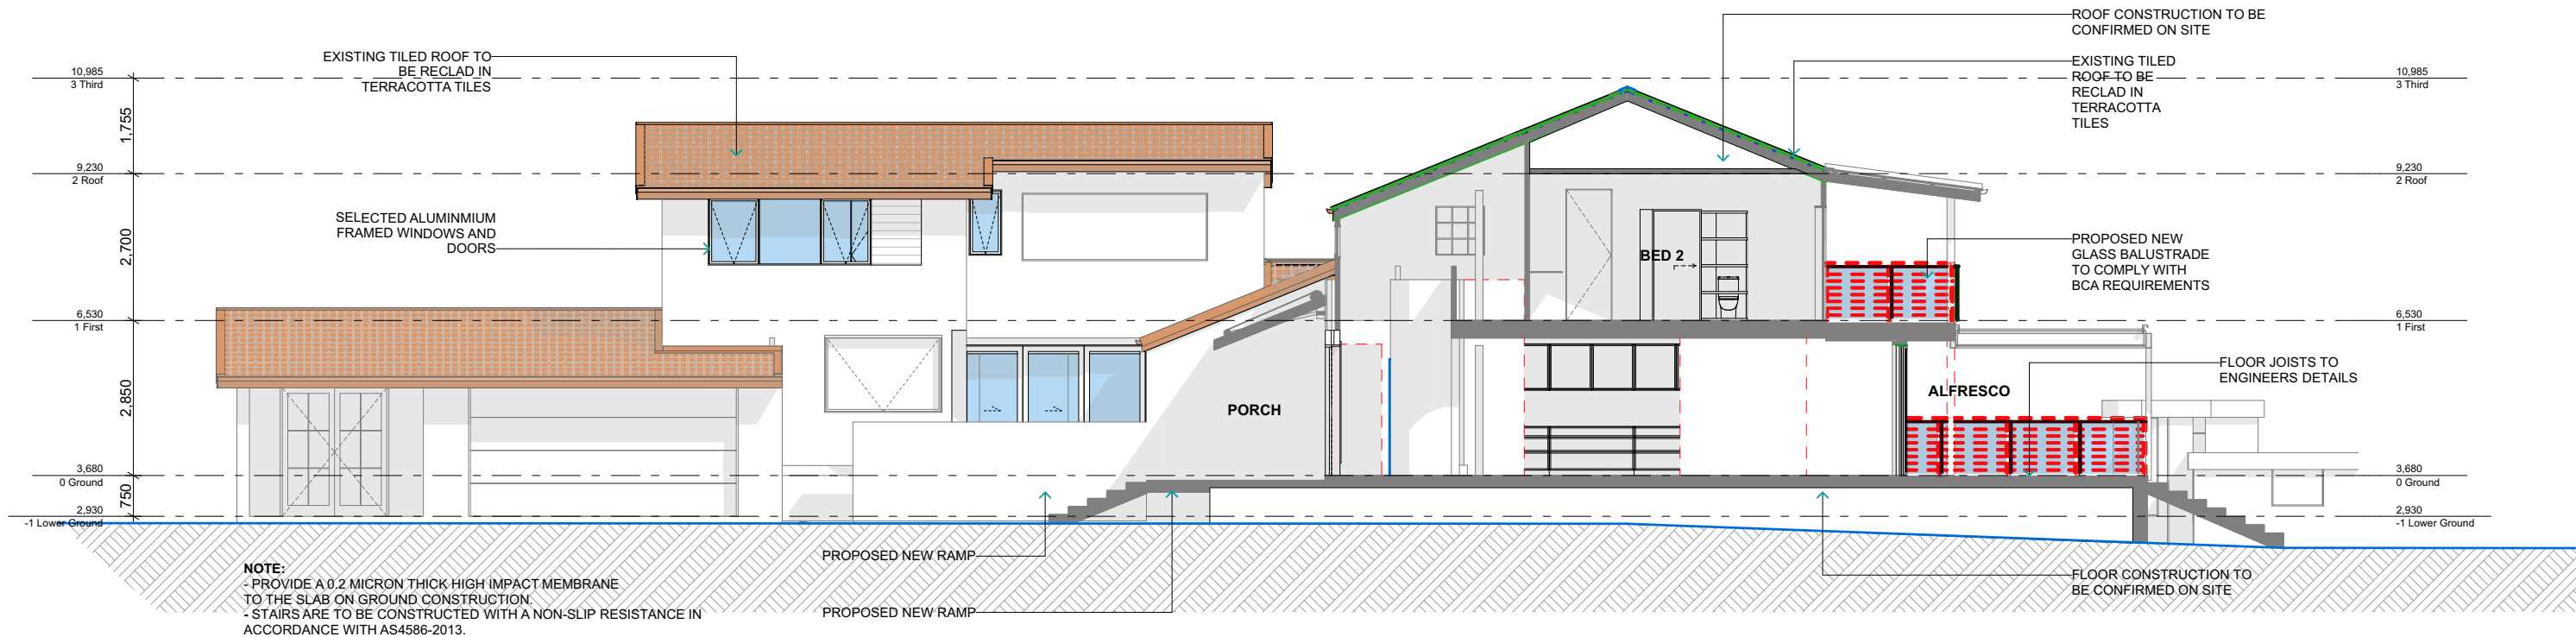 EXISTING TILED ROOF TO
BE RECLAD IN
TERRACOTTA TILES
SELECTED ALUMINMIUM
FRAMED WINDOWS AND
DOORS
10,985
3 Third
1,755
9,230
2 Roof
2,700
6,530
1 First
2,850
3,680
0 Ground
750
2,930
-1 Lower Ground
NOTE:
- PROVIDE A 0.2 MICRON THICK HIGH IMPACT MEMBRANE
TO THE SLAB ON GROUND CONSTRUCTION.
- STAIRS ARE TO BE CONSTRUCTED WITH A NON-SLIP RESISTANCE IN
ACCORDANCE WITH AS4586-2013.
PROPOSED NEW RAMP
PROPOSED NEW RAMP
PORCH
BED 2
ALFRESCO
ROOF CONSTRUCTION TO BE
CONFIRMED ON SITE
EXISTING TILED
ROOF TO BE
RECLAD IN
TERRACOTTA
TILES
PROPOSED NEW
GLASS BALUSTRADE
TO COMPLY WITH
BCA REQUIREMENTS
FLOOR JOISTS TO
ENGINEERS DETAILS
FLOOR CONSTRUCTION TO
BE CONFIRMED ON SITE
10,985
3 Third
9,230
2 Roof
6,530
1 First
3,680
0 Ground
2,930
-1 Lower Ground